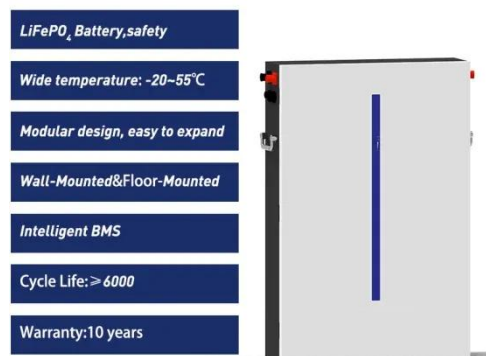 LiFePO₄ Battery,safety
Wide temperature: -20~55℃
Modular design, easy to expand
Wall-Mounted&Floor-Mounted
Intelligent BMS
Cycle Life:≥6000
Warranty:10 years